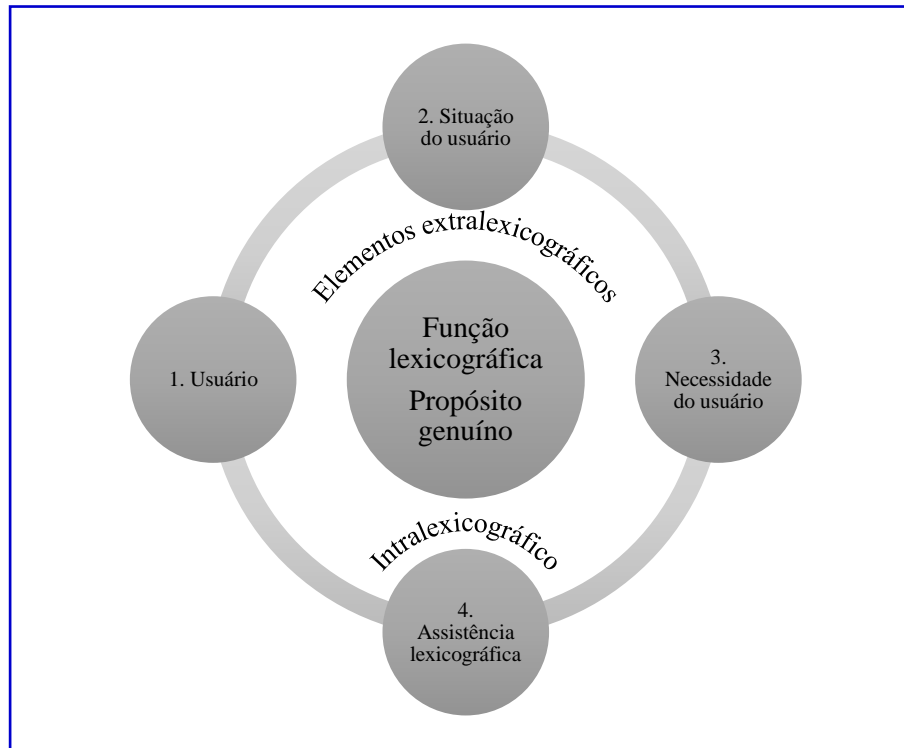 2. Situação
do usuário
Elementos extralexicográficos
Função
lexicográfica
Propósito
genuíno
1. Usuário
3.
Necessidade
do usuário
Intralexicográfico
4.
Assistência
lexicográfica